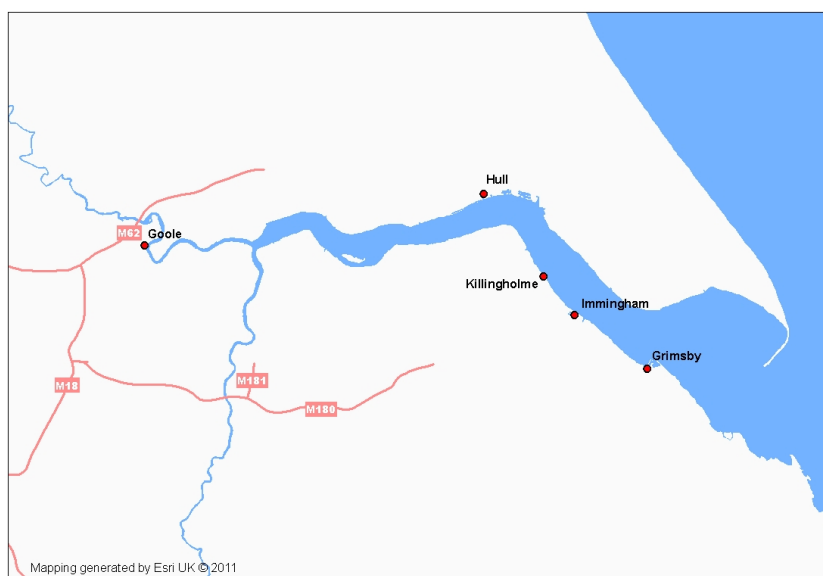 Hull
M62
Goole
Killingholme
Immingham
Grimsby
M18
M181
M180
Mapping generated by Esri UK © 2011